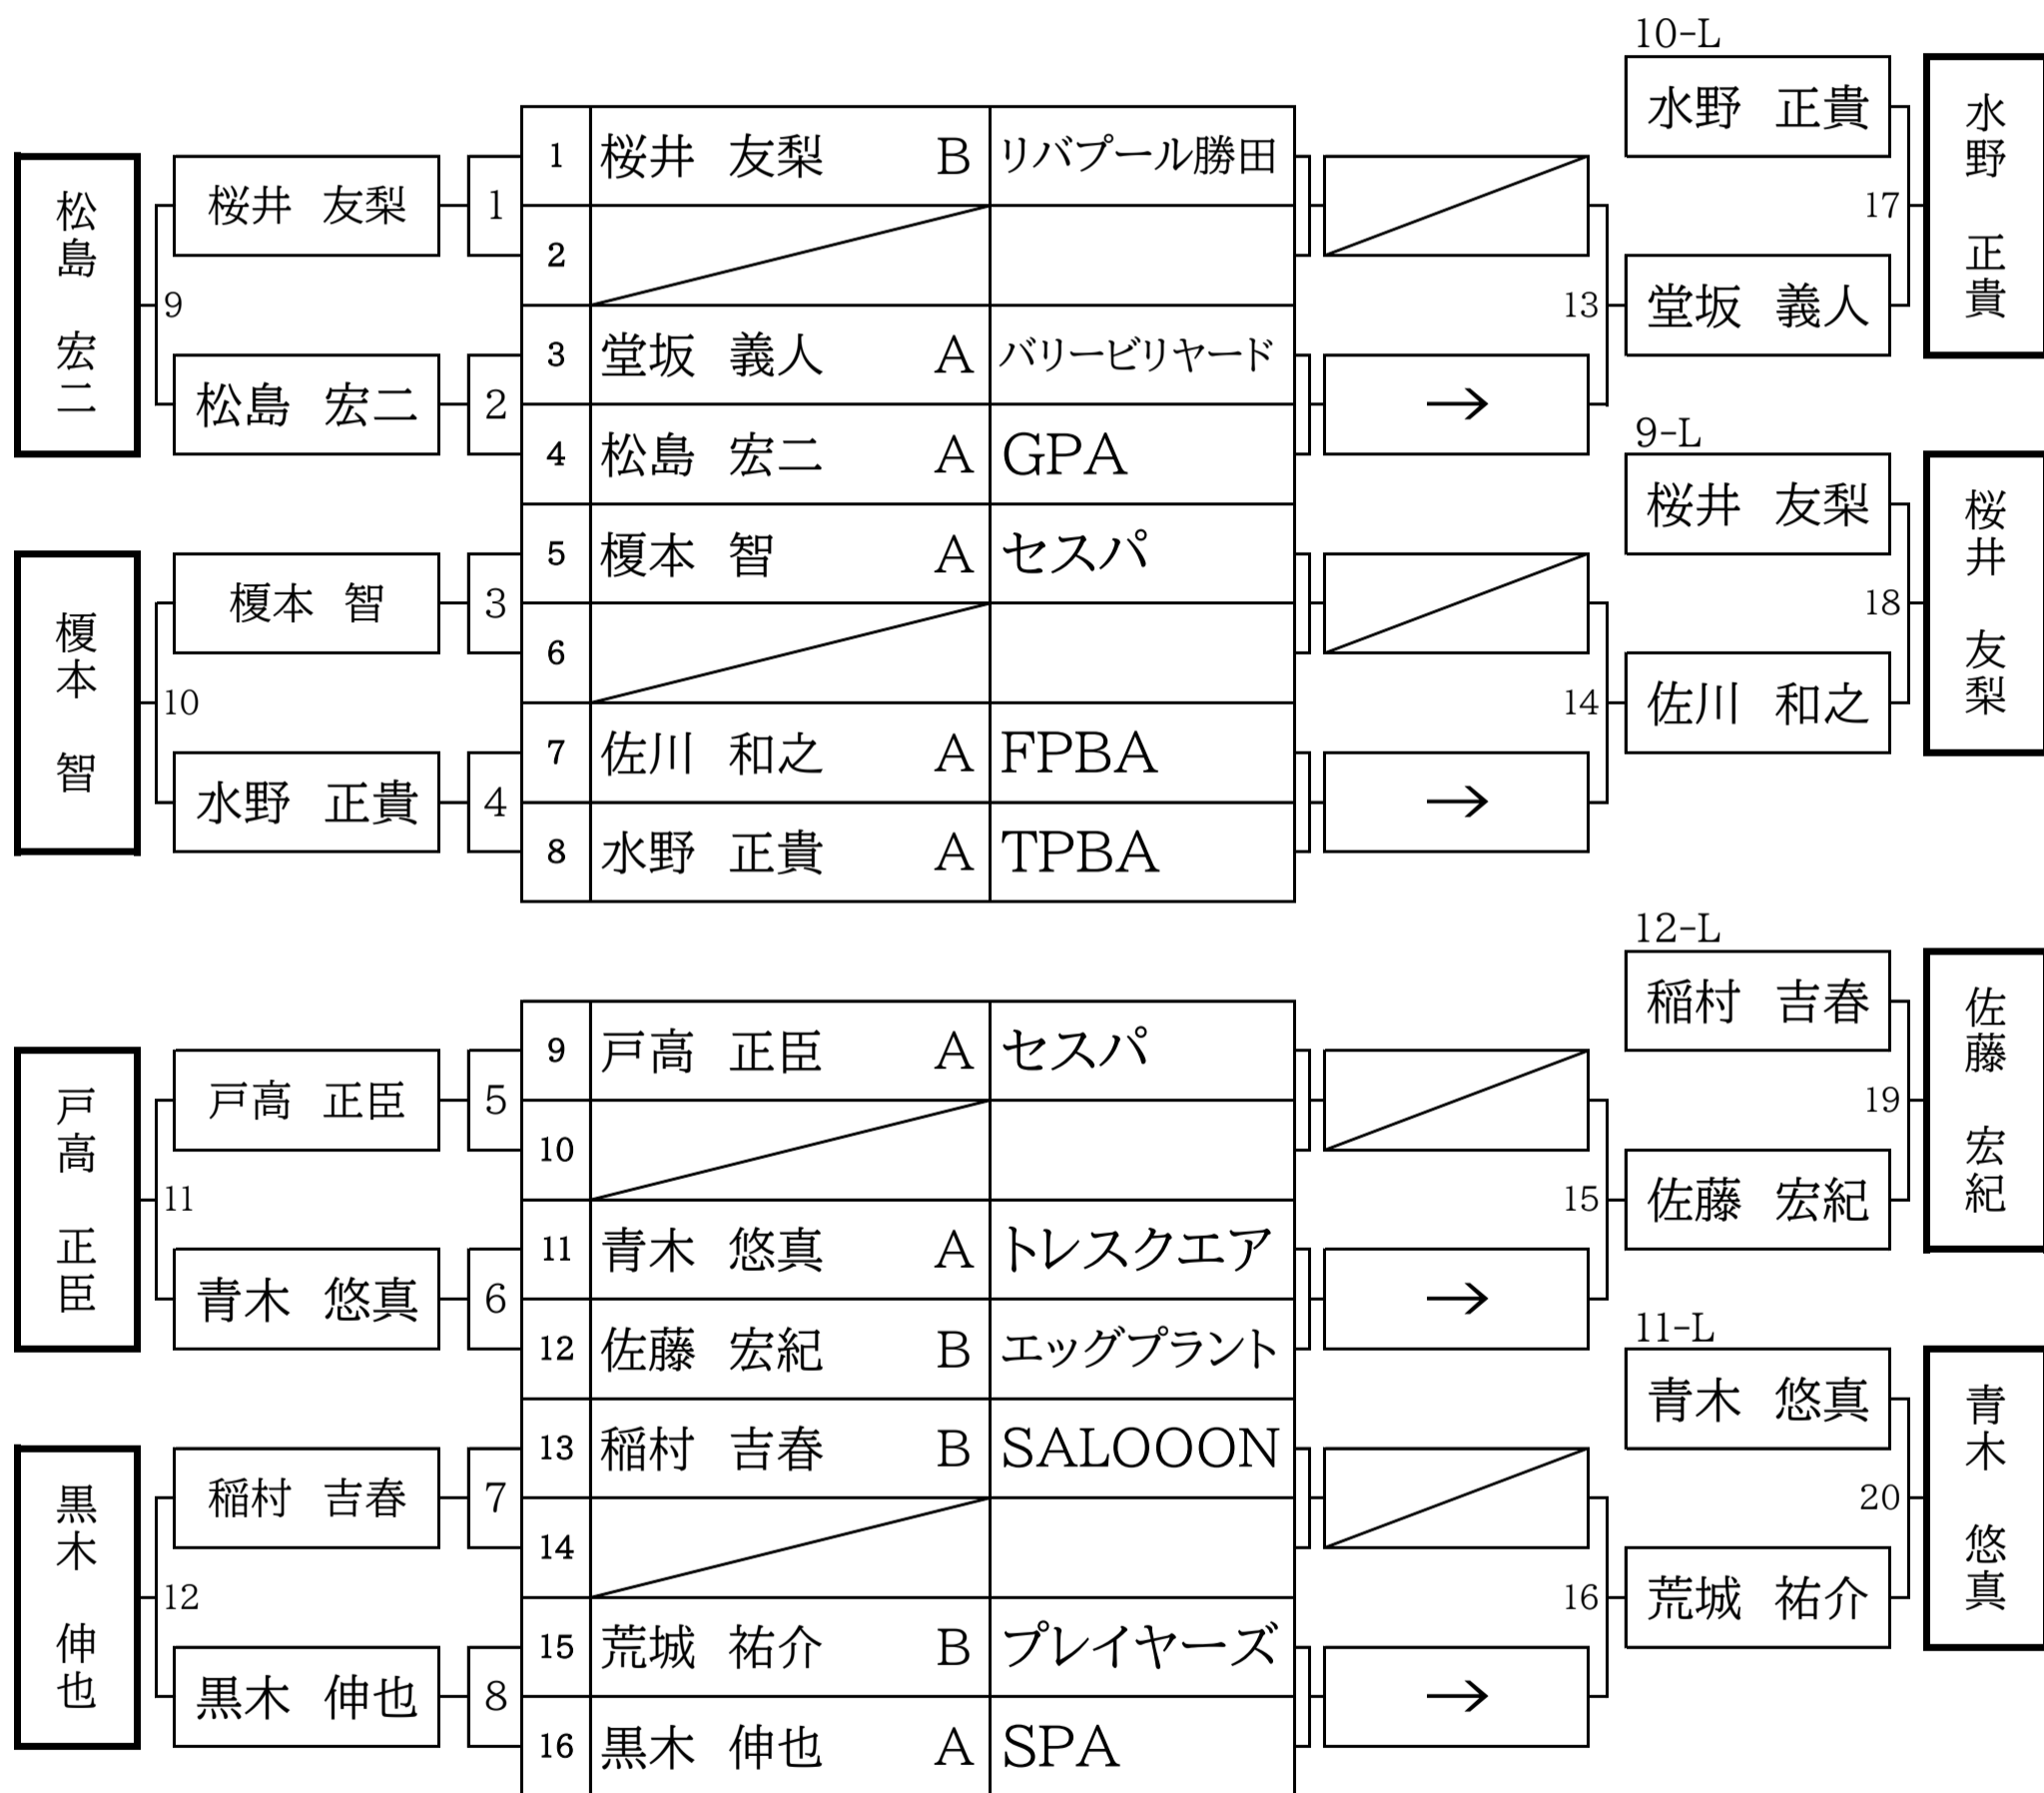 10-L
水野 正貴
水野 正貴
17
1 桜井 友梨 B リバプール勝田
桜井 友梨 1
松島 宏二
2
9
13
堂坂 義人
3 堂坂 義人 A バリービリヤード
松島 宏二 2
→
9-L
4 松島 宏二 A GPA
桜井 友梨
桜井 友梨
18
5 榎本 智 A セスパ
榎本 智 3
榎本 智
6
10
14
佐川 和之
7 佐川 和之 A FPBA
水野 正貴 4
→
8 水野 正貴 A TPBA
12-L
稲村 吉春
佐藤 宏紀
19
9 戸高 正臣 A セスパ
戸高 正臣 5
戸高 正臣
10
11
15
佐藤 宏紀
11 青木 悠真 A トレスクエア
青木 悠真 6
→
11-L
12 佐藤 宏紀 B エッグプラント
青木 悠真
青木 悠真
20
13 稲村 吉春 B SALOOON
稲村 吉春 7
黒木 伸也
14
12
16
荒城 祐介
15 荒城 祐介 B プレイヤーズ
黒木 伸也 8
→
16 黒木 伸也 A SPA